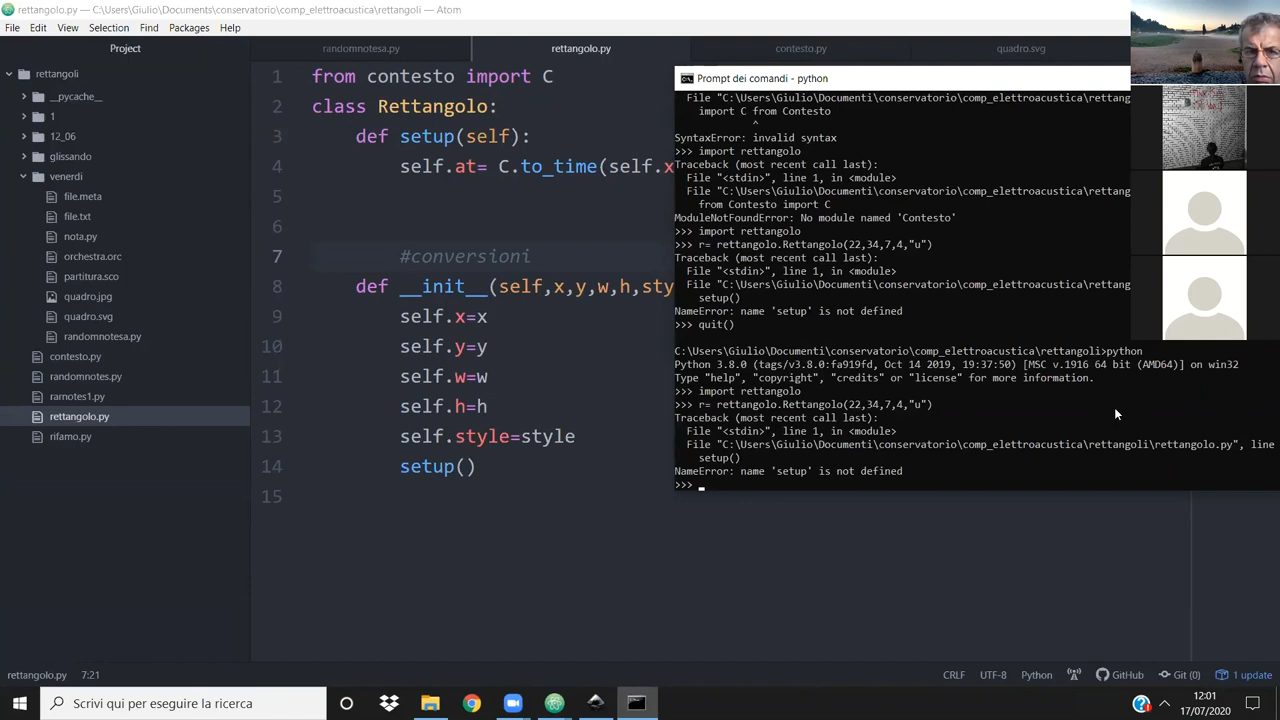 rettangolo.py — C:\Users\Giulio\Documents\conservatorio\comp_elettroacustica\rettangoli — Atom
File Edit View Selection Find Packages Help
Project
randomnotesa.py
rettangolo.py
contesto.py
quadro.svg
rettangoli
__pycache__
1
12_06
glissando
venerdi
file.meta
file.txt
nota.py
orchestra.orc
partitura.sco
quadro.jpg
quadro.svg
randomnotesa.py
contesto.py
randomnotes.py
rarnotes1.py
rettangolo.py
rifamo.py
1 from contesto import C
2 class Rettangolo:
3 def setup(self):
4 self.at= C.to_time(self.x
5
6
7 #conversioni
8 def __init__(self,x,y,w,h,sty
9 self.x=x
10 self.y=y
11 self.w=w
12 self.h=h
13 self.style=style
14 setup()
15
Prompt dei comandi - python
File "C:\Users\Giulio\Documenti\conservatorio\comp_elettroacustica\rettang
import C from Contesto
^
SyntaxError: invalid syntax
>>> import rettangolo
Traceback (most recent call last):
File "<stdin>", line 1, in <module>
File "C:\Users\Giulio\Documenti\conservatorio\comp_elettroacustica\rettang
from Contesto import C
ModuleNotFoundError: No module named 'Contesto'
>>> import rettangolo
>>> r= rettangolo.Rettangolo(22,34,7,4,"u")
Traceback (most recent call last):
File "<stdin>", line 1, in <module>
File "C:\Users\Giulio\Documenti\conservatorio\comp_elettroacustica\rettang
setup()
NameError: name 'setup' is not defined
>>> quit()
C:\Users\Giulio\Documenti\conservatorio\comp_elettroacustica\rettangoli>python
Python 3.8.0 (tags/v3.8.0:fa919fd, Oct 14 2019, 19:37:50) [MSC v.1916 64 bit (AMD64)] on win32
Type "help", "copyright", "credits" or "license" for more information.
>>> import rettangolo
>>> r= rettangolo.Rettangolo(22,34,7,4,"u")
Traceback (most recent call last):
File "<stdin>", line 1, in <module>
File "C:\Users\Giulio\Documenti\conservatorio\comp_elettroacustica\rettangoli\rettangolo.py", line
setup()
NameError: name 'setup' is not defined
>>>
rettangolo.py 7:21
CRLF UTF-8 Python GitHub Git (0) 1 update
Scrivi qui per eseguire la ricerca
12:01
17/07/2020